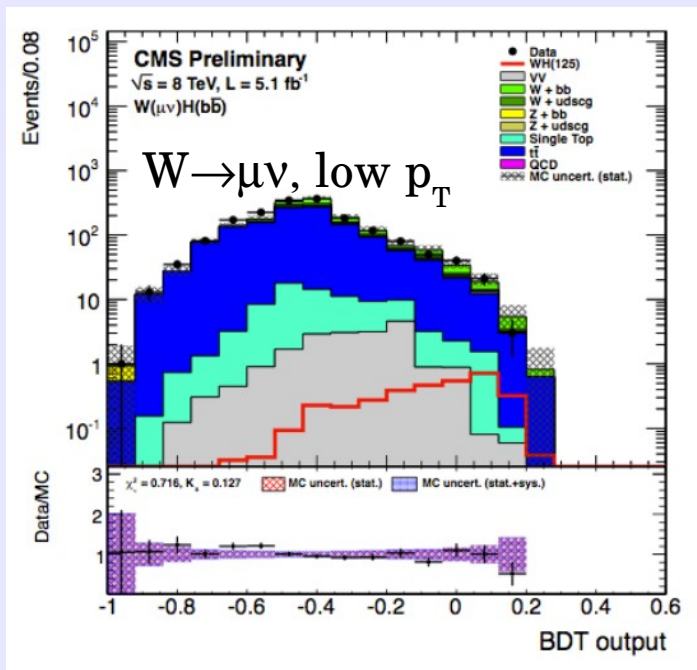 CMS Preliminary
√s = 8 TeV, L = 5.1 fb⁻¹
W(μν)H(bb̄)
W→μν, low p_T
Data
WH(125)
VV
W + bb
W + udscg
Z + bb
Z + udscg
Single Top
tt̄
QCD
MC uncert. (stat.)
Events/0.08
10⁵
10⁴
10³
10²
10
1
10⁻¹
= 0.716, K = 0.127
MC uncert. (stat.)
MC uncert. (stat.+sys.)
Data/MC
3
2
1
-1 -0.8 -0.6 -0.4 -0.2 0 0.2 0.4 0.6
BDT output